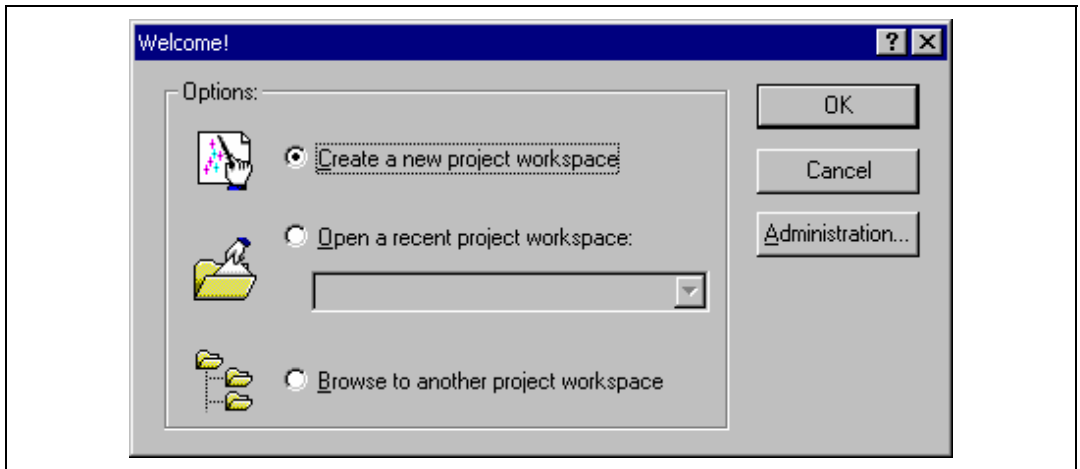 Welcome!
Options:
Create a new project workspace
Open a recent project workspace:
Browse to another project workspace
OK
Cancel
Administration...